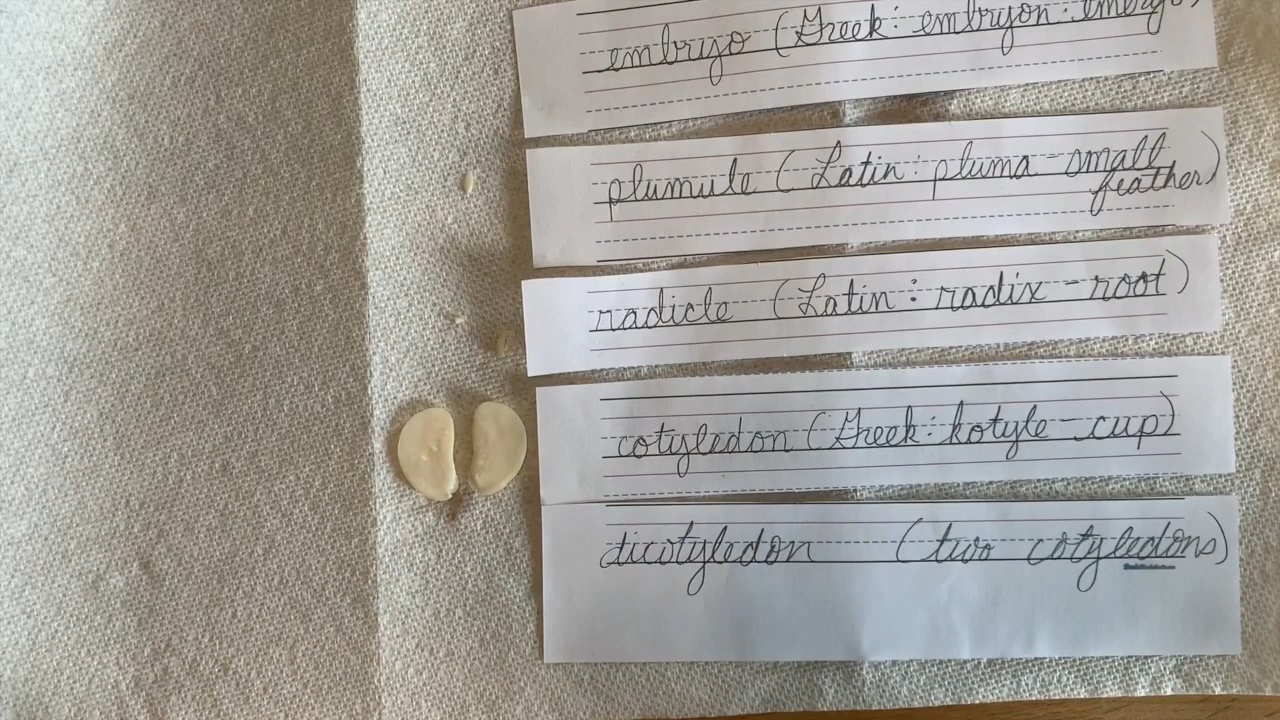 embryo (Greek: embryon:
plumule (Latin: pluma - small
feather)
radicle (Latin: radix - root)
cotyledon (Greek: kotyle - cup)
dicotyledon (two cotyledons)